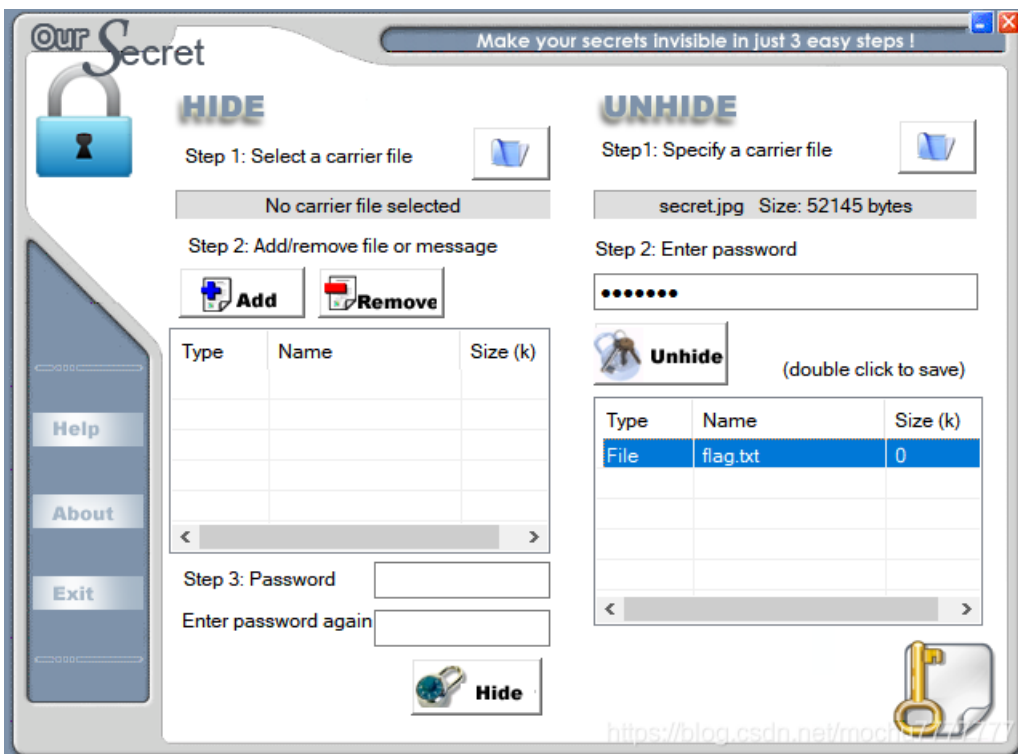 Our Secret
Make your secrets invisible in just 3 easy steps !
HIDE
Step 1: Select a carrier file
No carrier file selected
Step 2: Add/remove file or message
Add
Remove
Type Name Size (k)
Step 3: Password
Enter password again
Hide
UNHIDE
Step1: Specify a carrier file
secret.jpg Size: 52145 bytes
Step 2: Enter password
•••••••
Unhide
(double click to save)
Type Name Size (k)
File flag.txt 0
Help
About
Exit